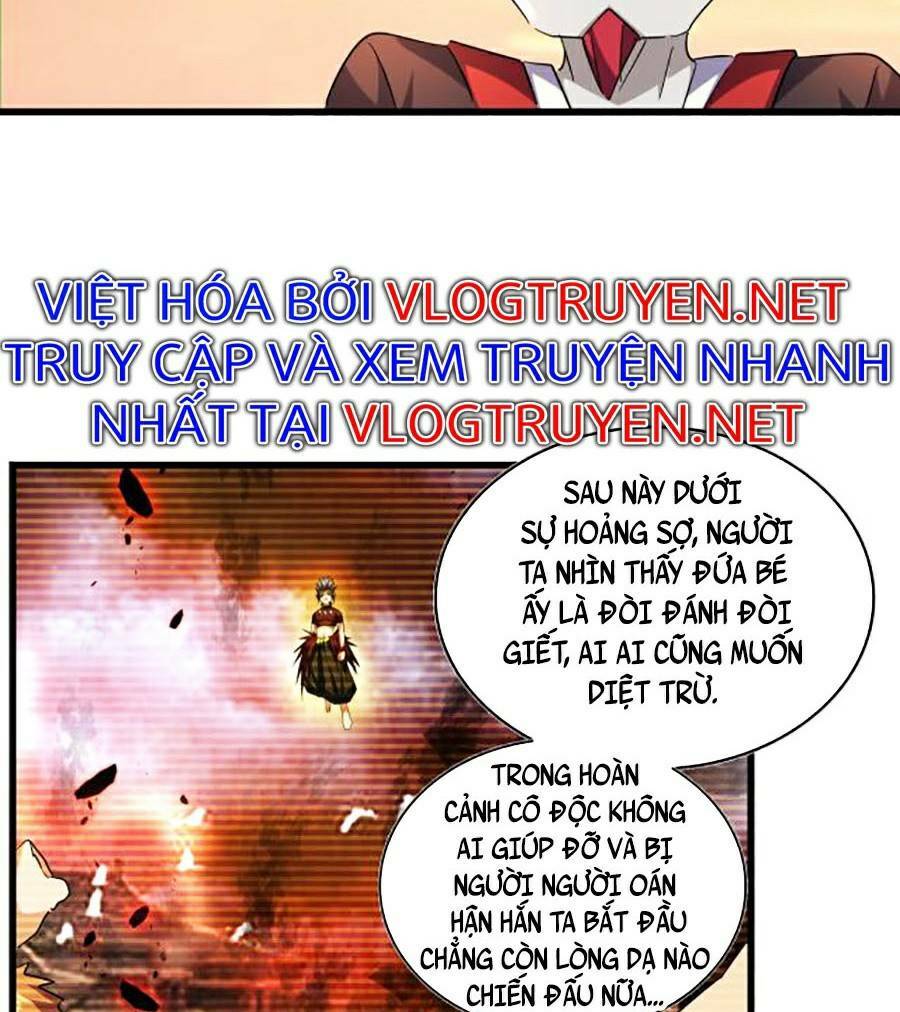 VIỆT HÓA BỞI VLOGTRUYEN.NET
TRUY CẬP VÀ XEM TRUYỆN NHANH
NHẤT TẠI VLOGTRUYEN.NET
SAU NÀY DƯỚI
SỰ HOẢNG SỢ, NGƯỜI
TA NHÌN THẤY ĐỨA BÉ
ẤY LÀ ĐÒI ĐÁNH ĐÒI
GIẾT, AI AI CŨNG MUỐN
DIỆT TRỪ.
TRONG HOÀN
CẢNH CÔ ĐỘC KHÔNG
AI GIÚP ĐỠ VÀ BỊ
NGƯỜI NGƯỜI OÁN
HẬN HẮN TA BẮT ĐẦU
CHẲNG CÒN LÒNG DẠ NÀO
CHIẾN ĐẤU NỮA...